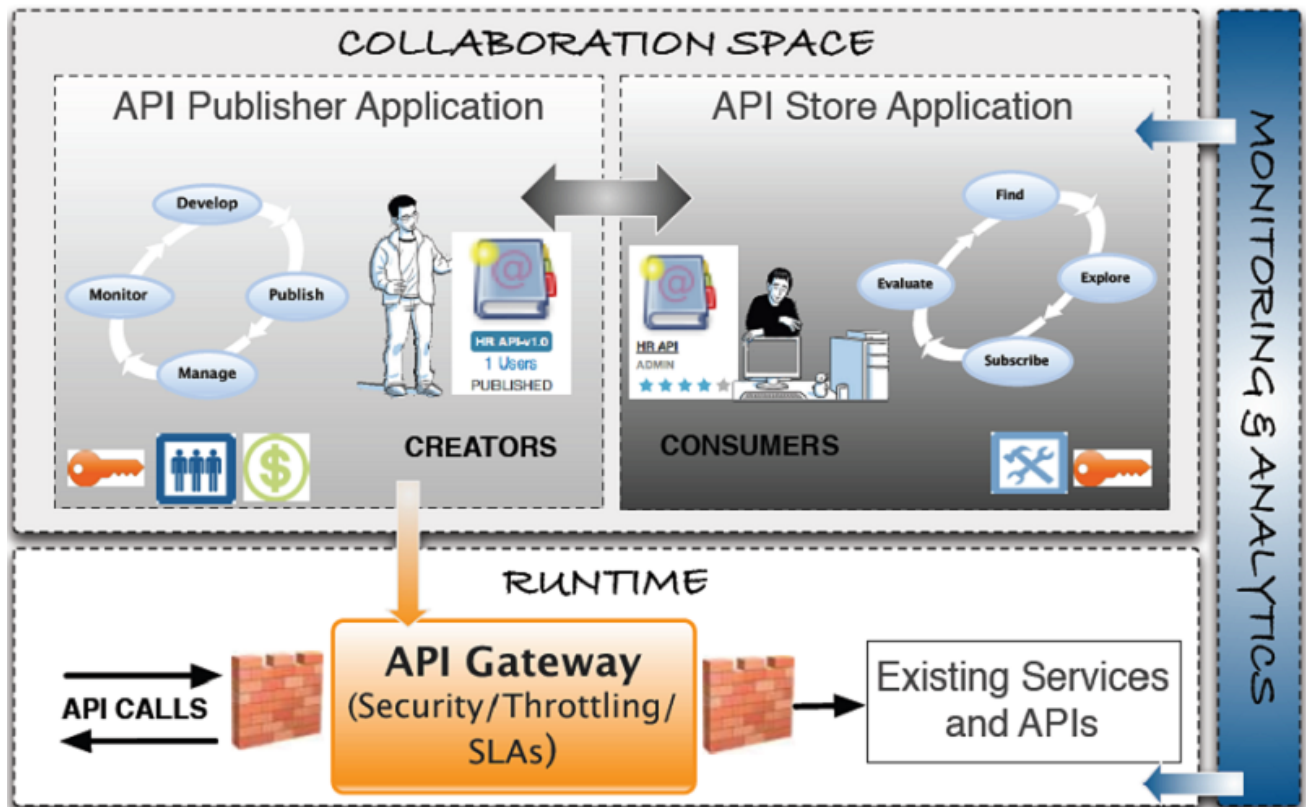 COLLABORATION SPACE
API Publisher Application
Develop
Monitor
Publish
Manage
HR API-v1.0
1 Users
PUBLISHED
CREATORS
API Store Application
Find
Evaluate
Explore
Subscribe
HR API
ADMIN
CONSUMERS
RUNTIME
API CALLS
API Gateway
(Security/Throttling/
SLAs)
Existing Services
and APIs
MONITORING & ANALYTICS